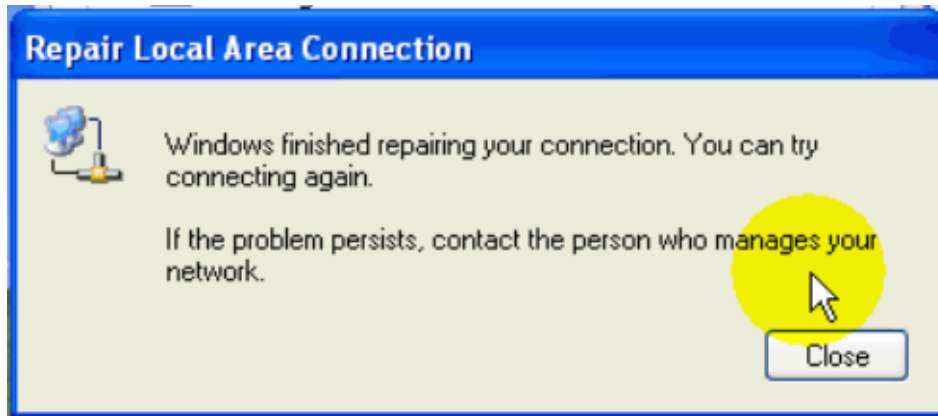 Repair Local Area Connection
Windows finished repairing your connection. You can try
connecting again.
If the problem persists, contact the person who manages your
network.
Close